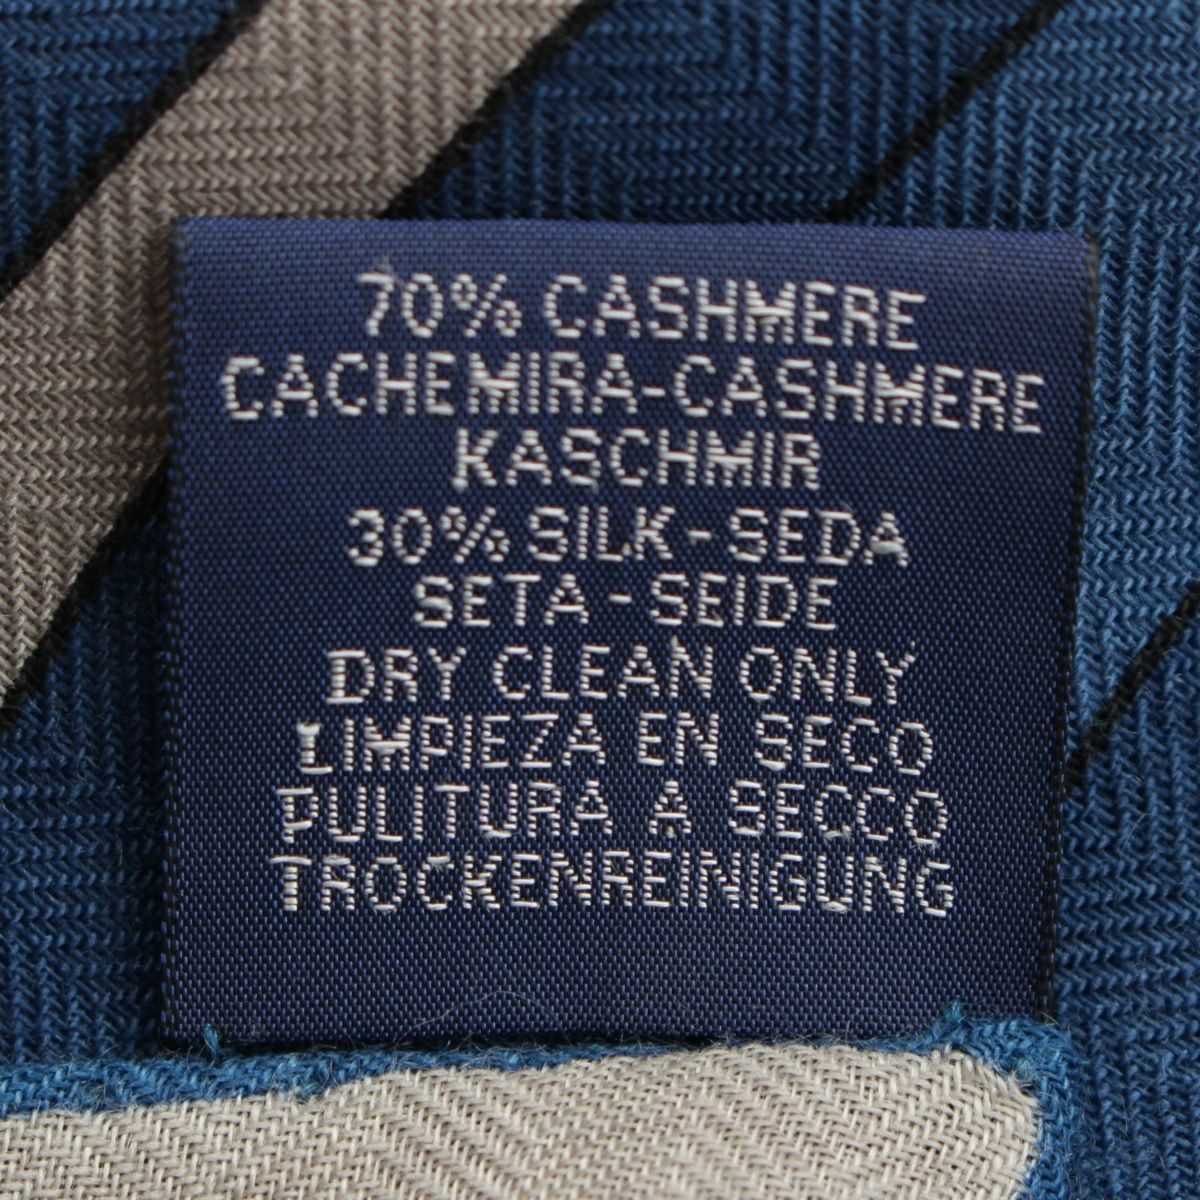 70% CASHMERE
CACHEMIRA-CASHMERE
KASCHMIR
30% SILK-SEDA
SETA-SEIDE
DRY CLEAN ONLY
LIMPIEZA EN SECO
PULITURA A SECCO
TROCKENREINIGUNG